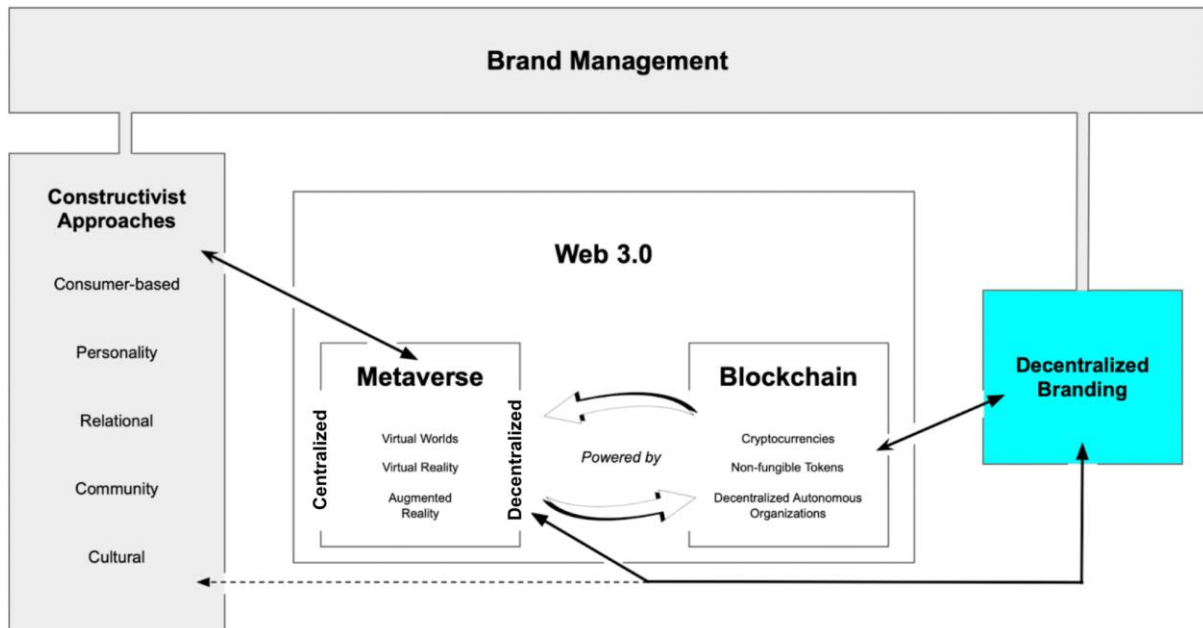 Brand Management
Constructivist
Approaches
Consumer-based
Personality
Relational
Community
Cultural
Web 3.0
Centralized
Metaverse
Virtual Worlds
Virtual Reality
Augmented
Reality
Decentralized
Powered by
Blockchain
Cryptocurrencies
Non-fungible Tokens
Decentralized Autonomous
Organizations
Decentralized
Branding